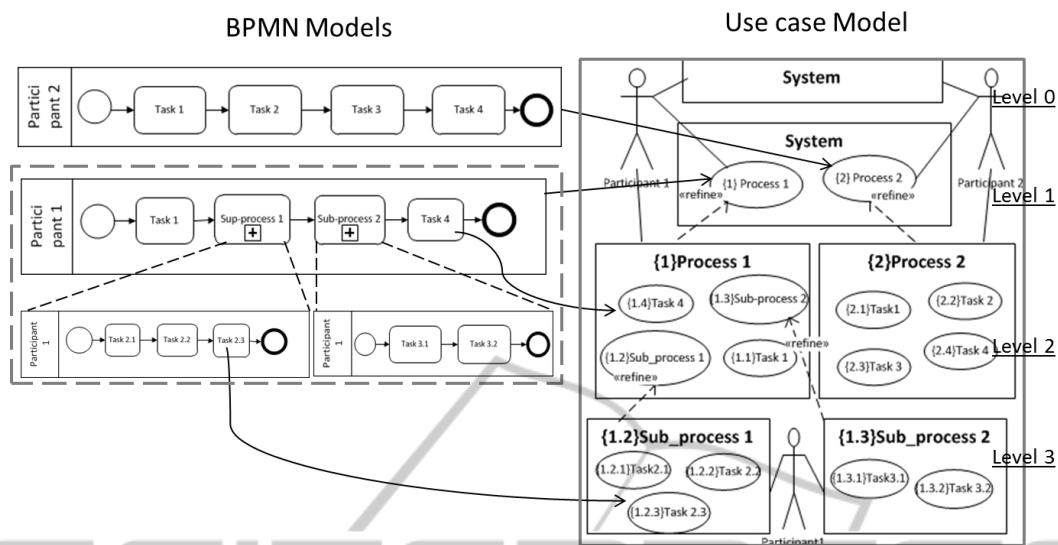 BPMN Models
Use case Model
Partici
pant 2
Task 1
Task 2
Task 3
Task 4
Partici
pant 1
Task 1
Sup-process 1
Sub-process 2
Task 4
Participant
1
Task 2.1
Task 2.2
Task 2.3
Participant
1
Task 3.1
Task 3.2
System
Level 0
System
Participant 1
{1} Process 1
«refine»
{2} Process 2
«refine»
Participant 2
Level 1
{1}Process 1
{1.4}Task 4
{1.3}Sub-process 2
{1.2}Sub_process 1
«refine»
{1.1}Task 1
«refine»
{2}Process 2
{2.1}Task1
{2.2}Task 2
{2.3}Task 3
{2.4}Task 4
Level 2
{1.2}Sub_process 1
{1.2.1}Task2.1
{1.2.2}Task 2.2
{1.2.3}Task 2.3
Participant1
{1.3}Sub_process 2
{1.3.1}Task3.1
{1.3.2}Task 3.2
Level 3